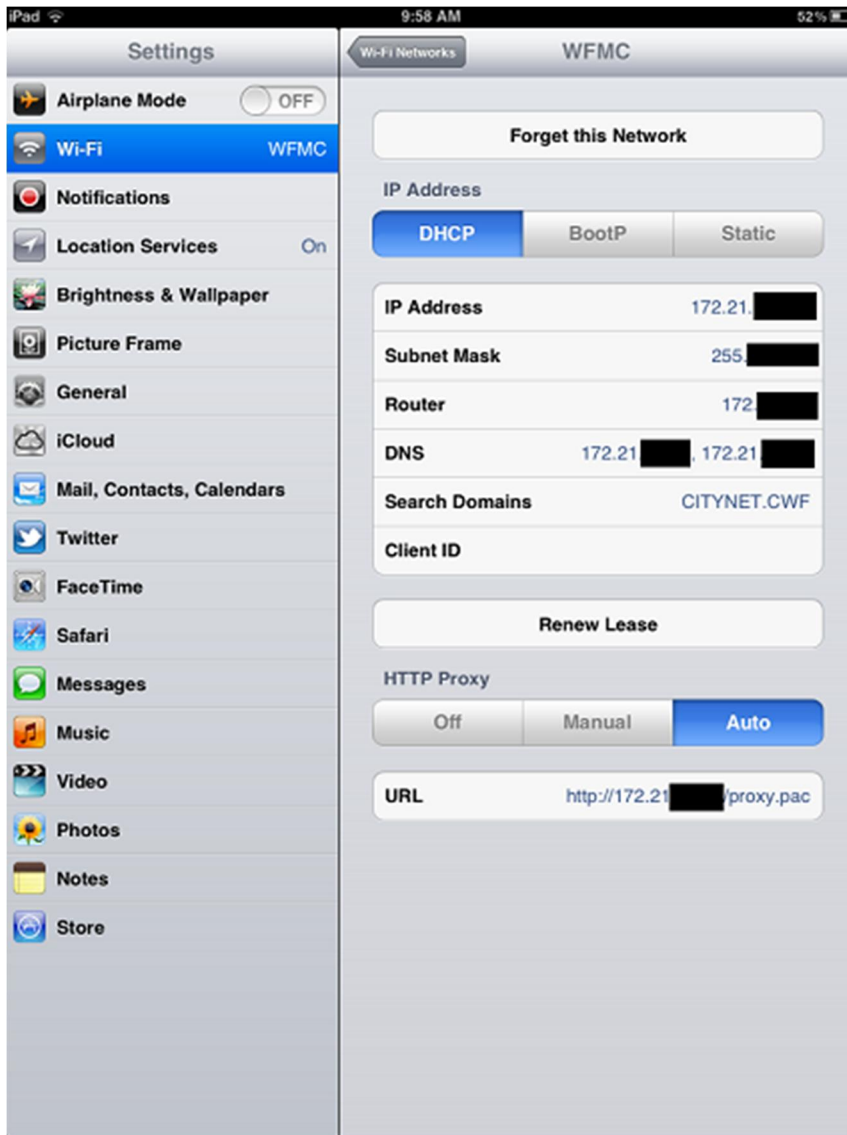 iPad 9:58 AM 52%
Settings
Wi-Fi Networks WFMC
Airplane Mode OFF
Wi-Fi WFMC
Notifications
Location Services On
Brightness & Wallpaper
Picture Frame
General
iCloud
Mail, Contacts, Calendars
Twitter
FaceTime
Safari
Messages
Music
Video
Photos
Notes
Store
Forget this Network
IP Address
DHCP BootP Static
IP Address 172.21.
Subnet Mask 255.
Router 172.
DNS 172.21 , 172.21.
Search Domains CITYNET.CWF
Client ID
Renew Lease
HTTP Proxy
Off Manual Auto
URL http://172.21 /proxy.pac